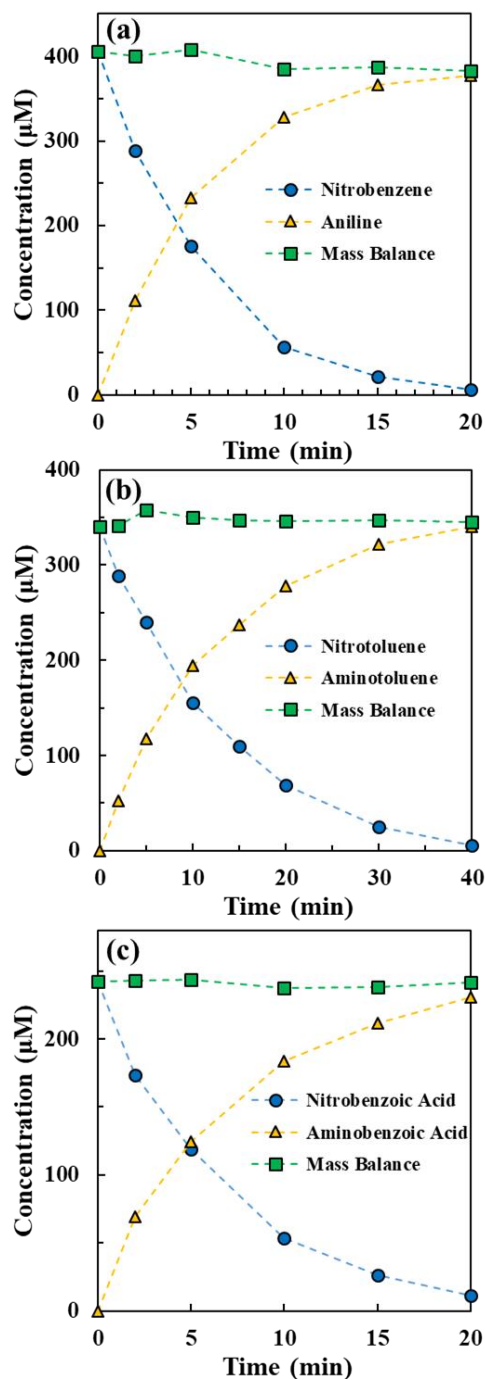 (a)
400
300
200
100
0
Concentration (µM)
Nitrobenzene
Aniline
Mass Balance
0 5 10 15 20
Time (min)
(b)
400
300
200
100
0
Concentration (µM)
Nitrotoluene
Aminotoluene
Mass Balance
0 10 20 30 40
Time (min)
(c)
200
100
0
Concentration (µM)
Nitrobenzoic Acid
Aminobenzoic Acid
Mass Balance
0 5 10 15 20
Time (min)